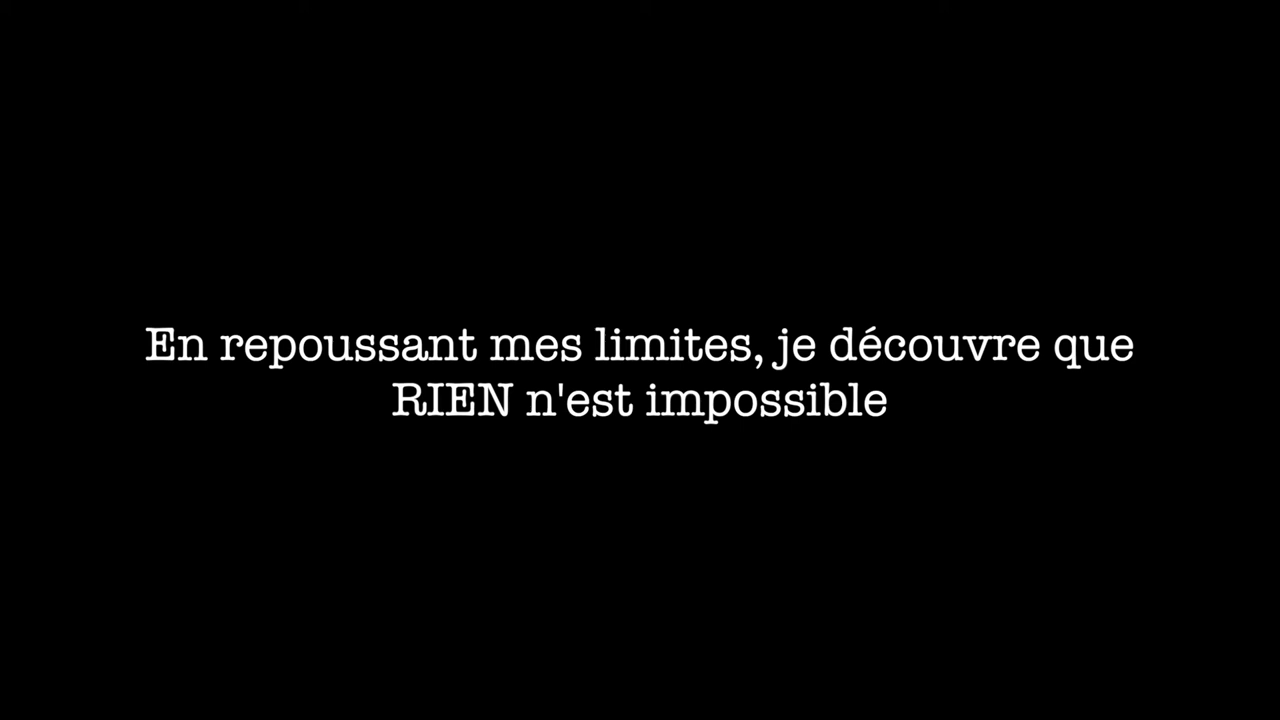 En repoussant mes limites, je découvre que
RIEN n'est impossible